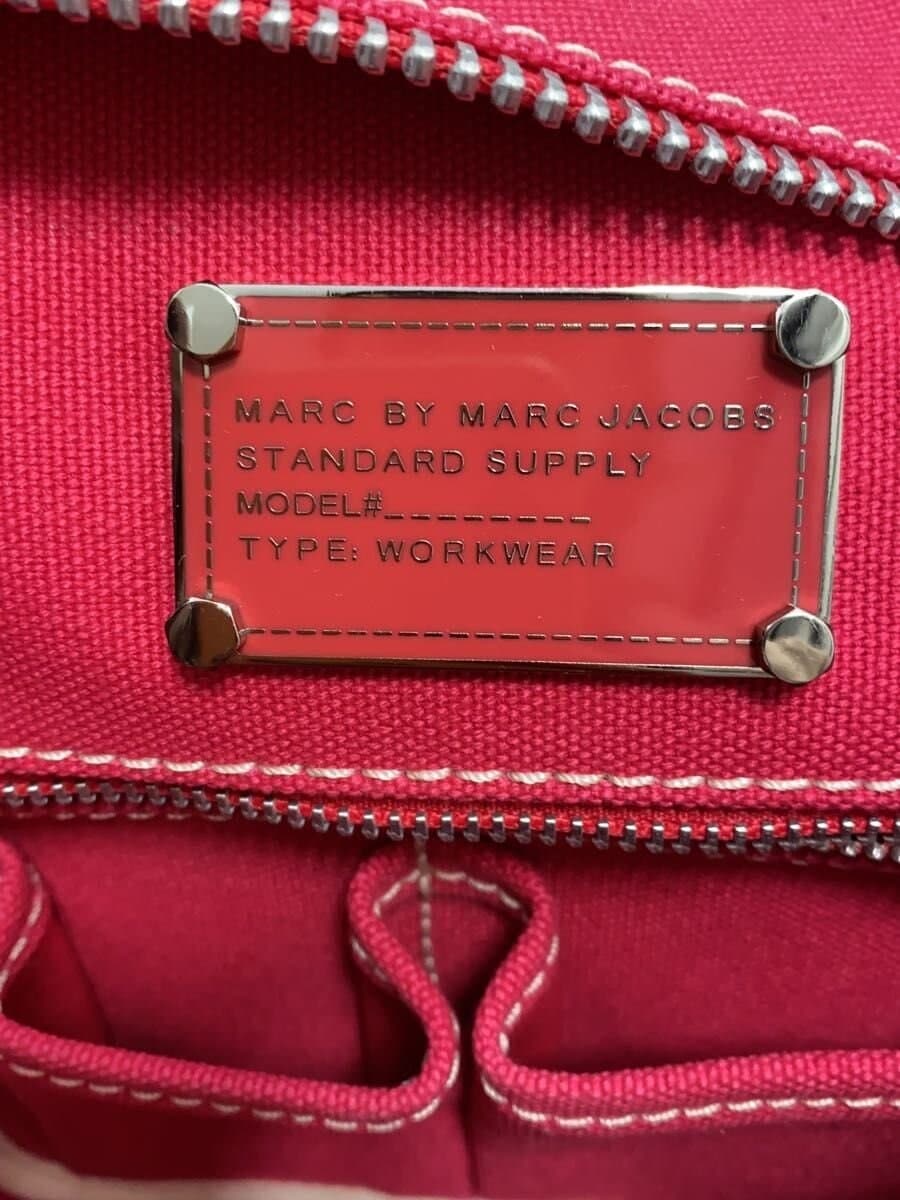 MARC BY MARC JACOBS
STANDARD SUPPLY
MODEL#_________
TYPE: WORKWEAR